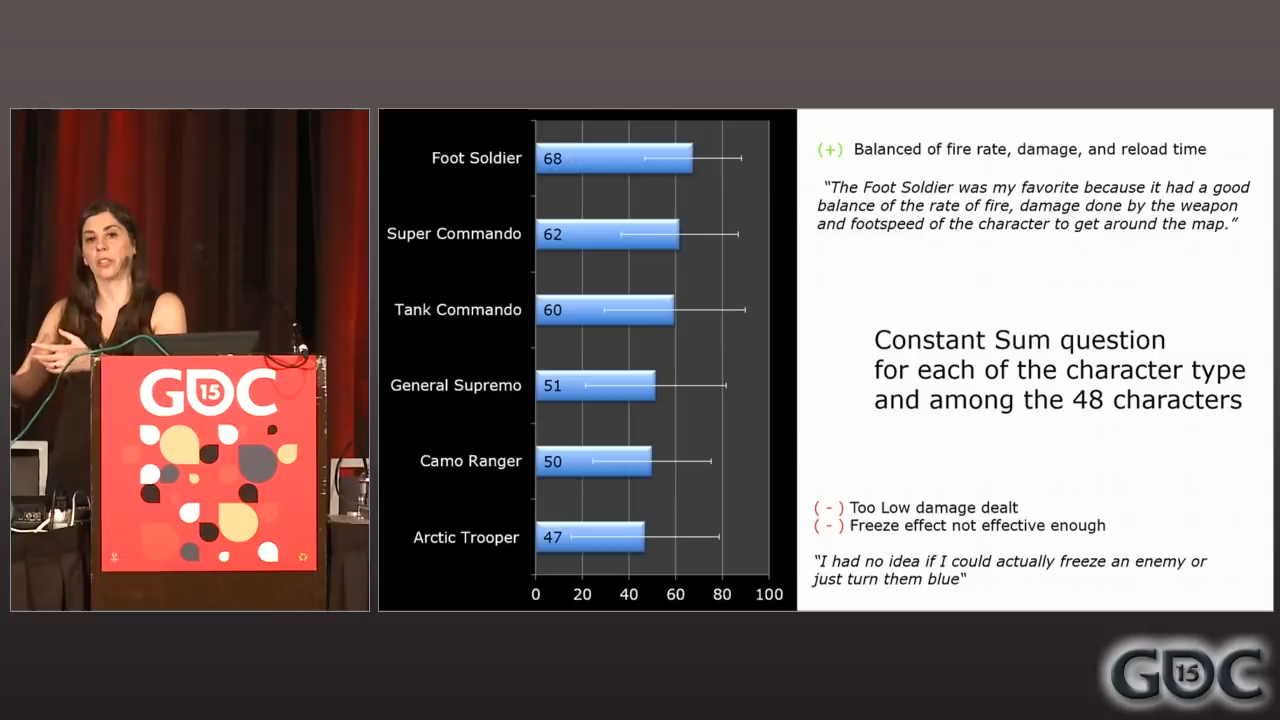 Foot Soldier
68
Super Commando
62
Tank Commando
60
General Supremo
51
Camo Ranger
50
Arctic Trooper
47
0 20 40 60 80 100
(+) Balanced of fire rate, damage, and reload time
“The Foot Soldier was my favorite because it had a good
balance of the rate of fire, damage done by the weapon
and footspeed of the character to get around the map.”
Constant Sum question
for each of the character type
and among the 48 characters
( - ) Too Low damage dealt
( - ) Freeze effect not effective enough
“I had no idea if I could actually freeze an enemy or
just turn them blue“
GDC
15
GDC
15